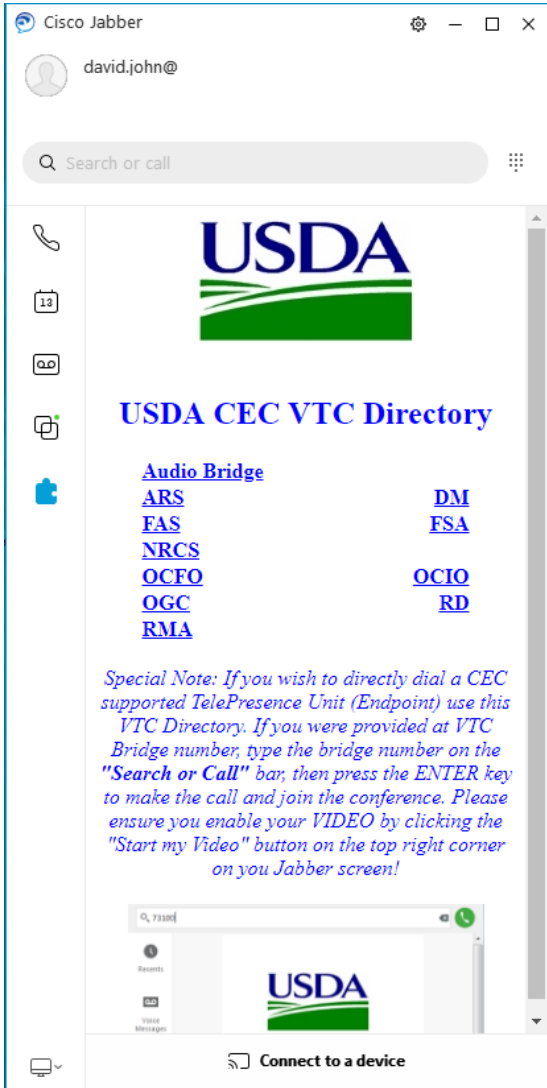 Cisco Jabber
david.john@
Search or call
13
USDA
USDA CEC VTC Directory
Audio Bridge
ARS DM
FAS FSA
NRCS
OCFO OCIO
OGC RD
RMA
Special Note: If you wish to directly dial a CEC
supported TelePresence Unit (Endpoint) use this
VTC Directory. If you were provided at VTC
Bridge number, type the bridge number on the
"Search or Call" bar, then press the ENTER key
to make the call and join the conference. Please
ensure you enable your VIDEO by clicking the
"Start my Video" button on the top right corner
on you Jabber screen!
73180
Recents
USDA
Voice
Messages
Connect to a device